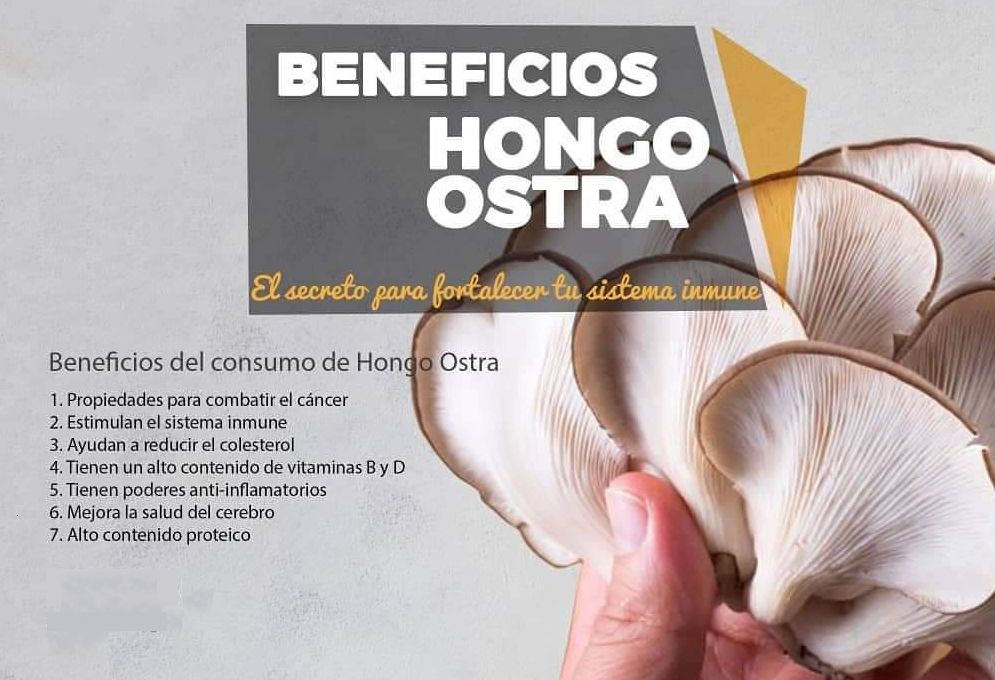 BENEFICIOS
HONGO
OSTRA
El secreto para fortalecer tu sistema inmune
Beneficios del consumo de Hongo Ostra
1. Propiedades para combatir el cáncer
2. Estimulan el sistema inmune
3. Ayudan a reducir el colesterol
4. Tienen un alto contenido de vitaminas B y D
5. Tienen poderes anti-inflamatorios
6. Mejora la salud del cerebro
7. Alto contenido proteico